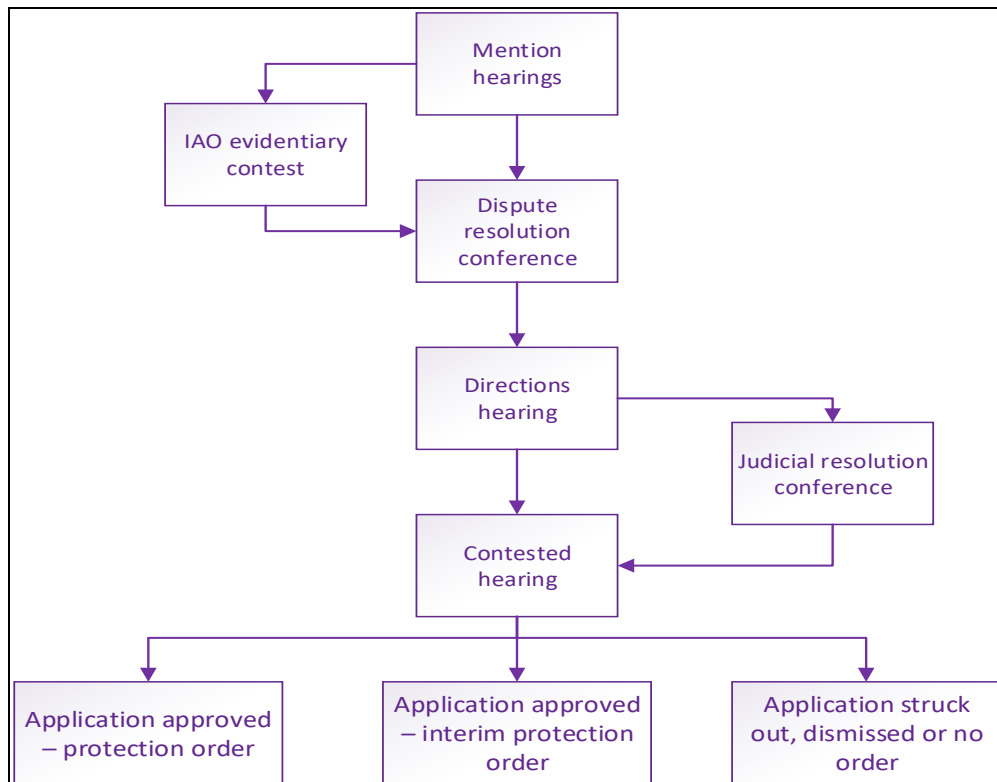 Mention
hearings
IAO evidentiary
contest
Dispute
resolution
conference
Directions
hearing
Judicial resolution
conference
Contested
hearing
Application approved
– protection order
Application approved
– interim protection
order
Application struck
out, dismissed or no
order